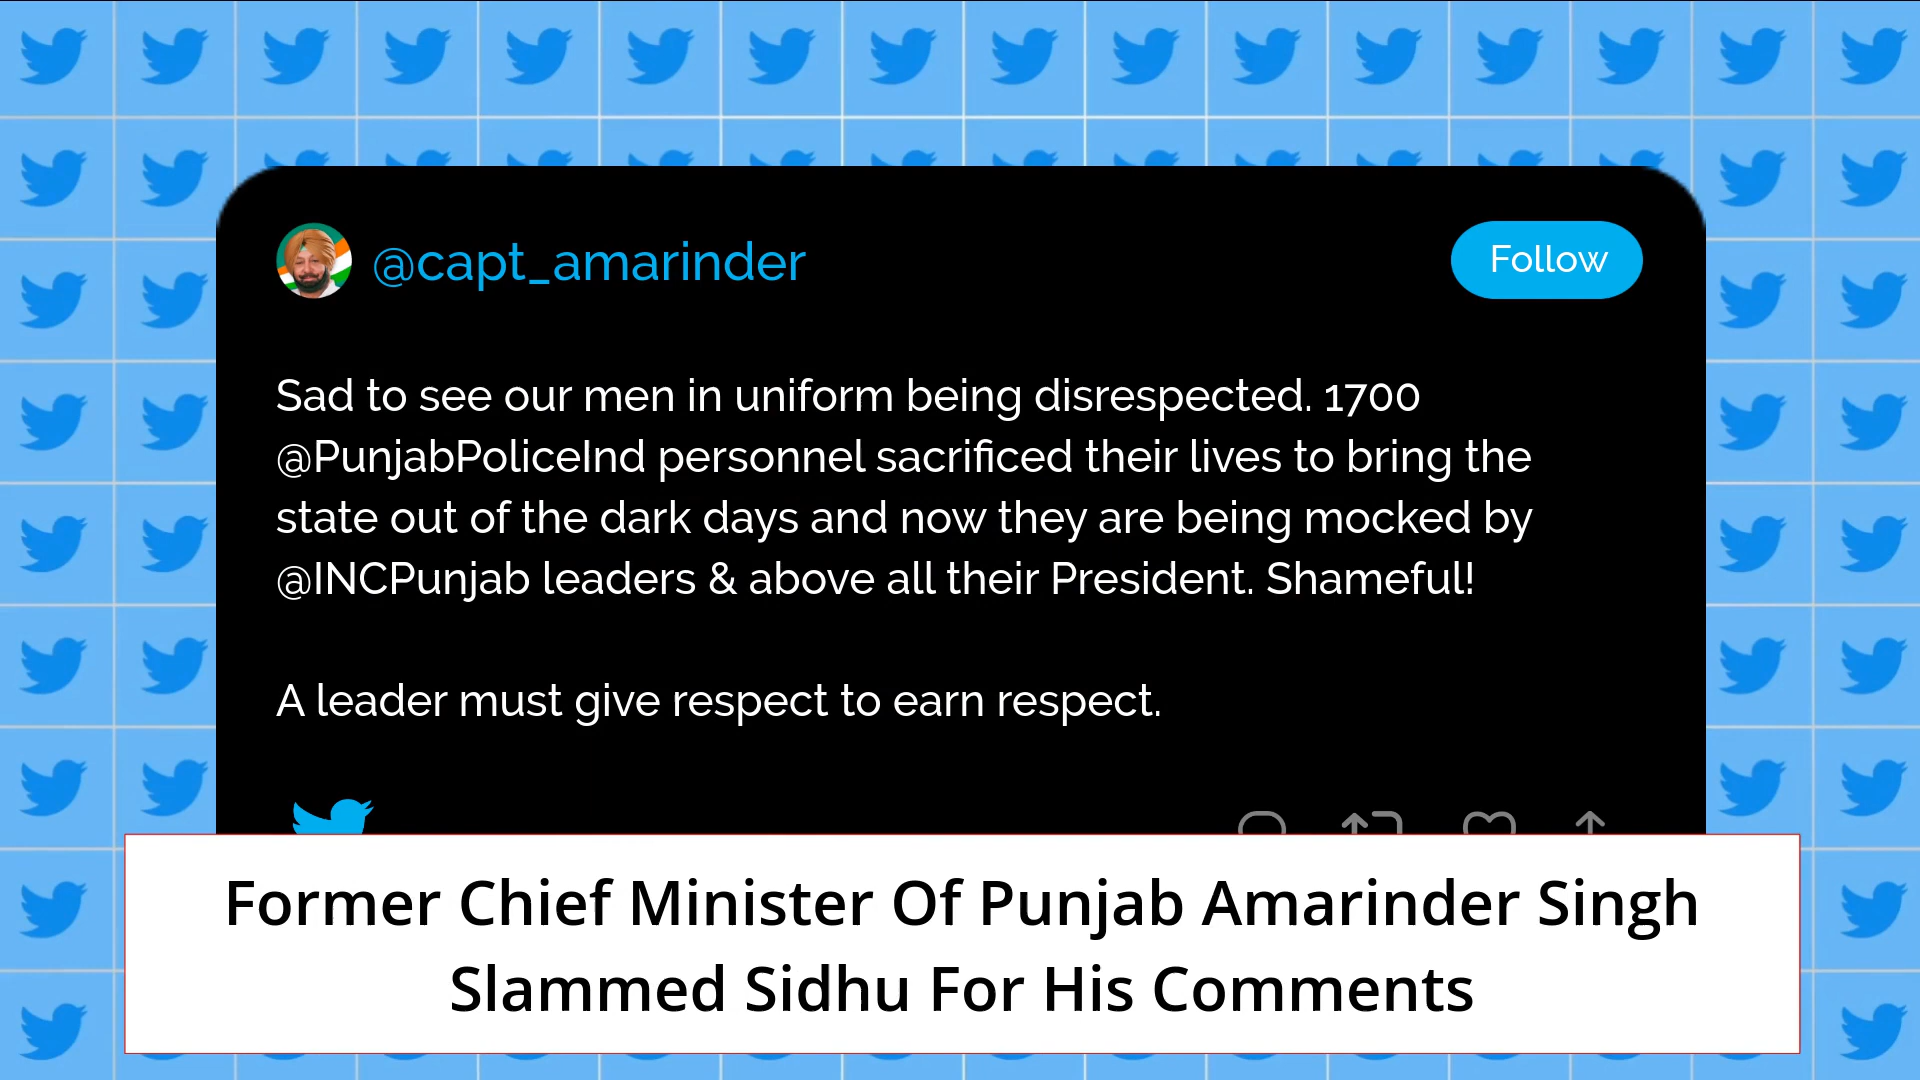 @capt_amarinder
Follow
Sad to see our men in uniform being disrespected. 1700
@PunjabPoliceInd personnel sacrificed their lives to bring the
state out of the dark days and now they are being mocked by
@INCPunjab leaders & above all their President. Shameful!
A leader must give respect to earn respect.
Former Chief Minister Of Punjab Amarinder Singh
Slammed Sidhu For His Comments